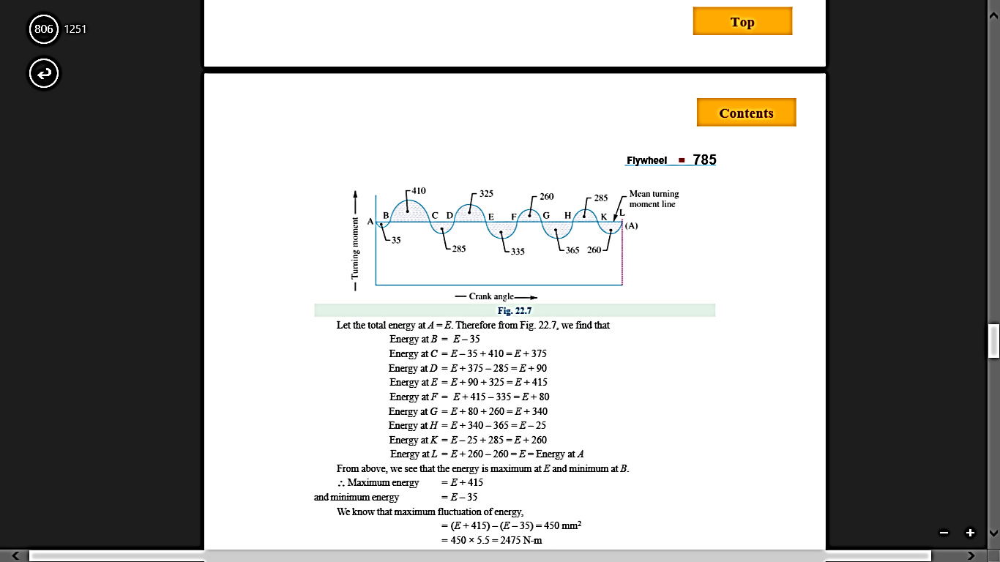 806 1251
Top
Contents
Flywheel ■ 785
410
325
260
285
Mean turning
moment line
A B C D E F G H K L
(A)
35
285
335
365 260
Turning moment
Crank angle
Fig. 22.7
Let the total energy at A = E. Therefore from Fig. 22.7, we find that
Energy at B = E – 35
Energy at C = E – 35 + 410 = E + 375
Energy at D = E + 375 – 285 = E + 90
Energy at E = E + 90 + 325 = E + 415
Energy at F = E + 415 – 335 = E + 80
Energy at G = E + 80 + 260 = E + 340
Energy at H = E + 340 – 365 = E – 25
Energy at K = E – 25 + 285 = E + 260
Energy at L = E + 260 – 260 = E = Energy at A
From above, we see that the energy is maximum at E and minimum at B.
∴ Maximum energy = E + 415
and minimum energy = E – 35
We know that maximum fluctuation of energy,
= (E + 415) – (E – 35) = 450 mm²
= 450 × 5.5 = 2475 N-m